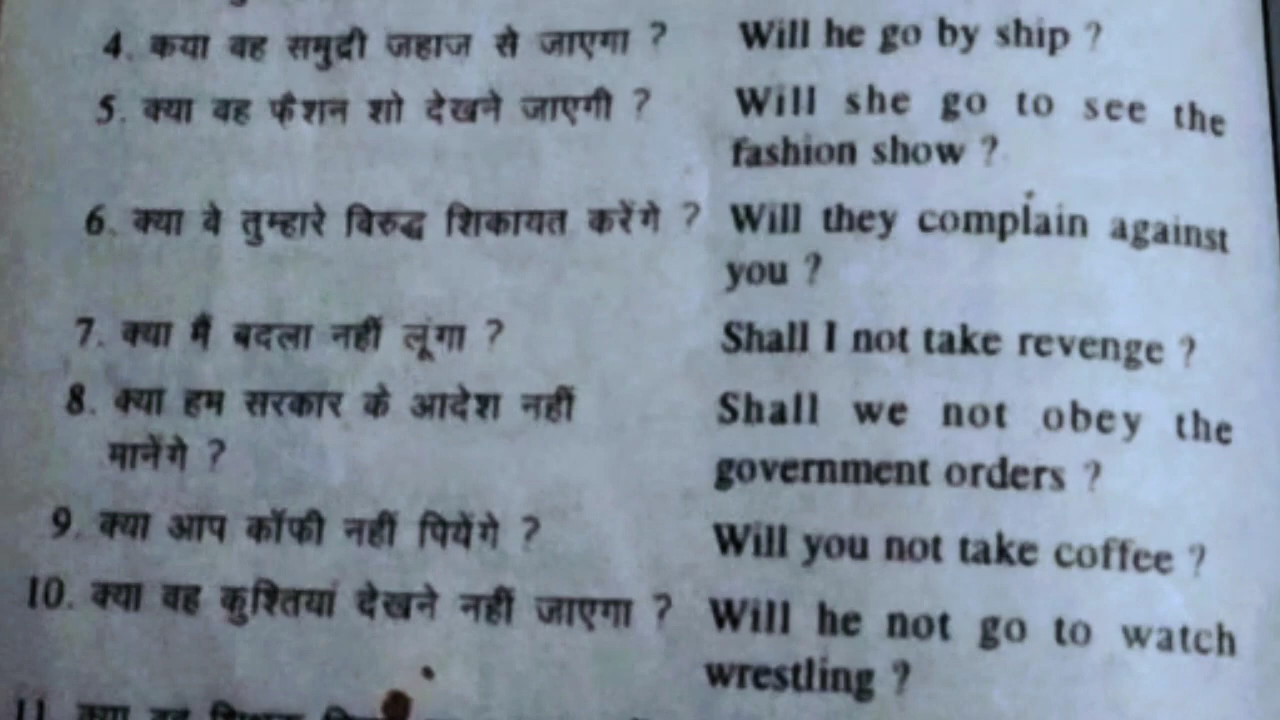 4. कया वह समुद्री जहाज से जाएगा ? Will he go by ship ?
5. क्या वह फैशन शो देखने जाएगी ? Will she go to see the
fashion show ?
6. क्या वे तुम्हारे विरुद्ध शिकायत करेंगे ? Will they complain against
you ?
7. क्या मैं बदला नहीं लूंगा ? Shall I not take revenge ?
8. क्या हम सरकार के आदेश नहीं Shall we not obey the
मानेंगे ? government orders ?
9. क्या आप कॉफी नहीं पियेंगे ? Will you not take coffee ?
10. क्या वह कुश्तियां देखने नहीं जाएगा ? Will he not go to watch
wrestling ?
11. क्या वह